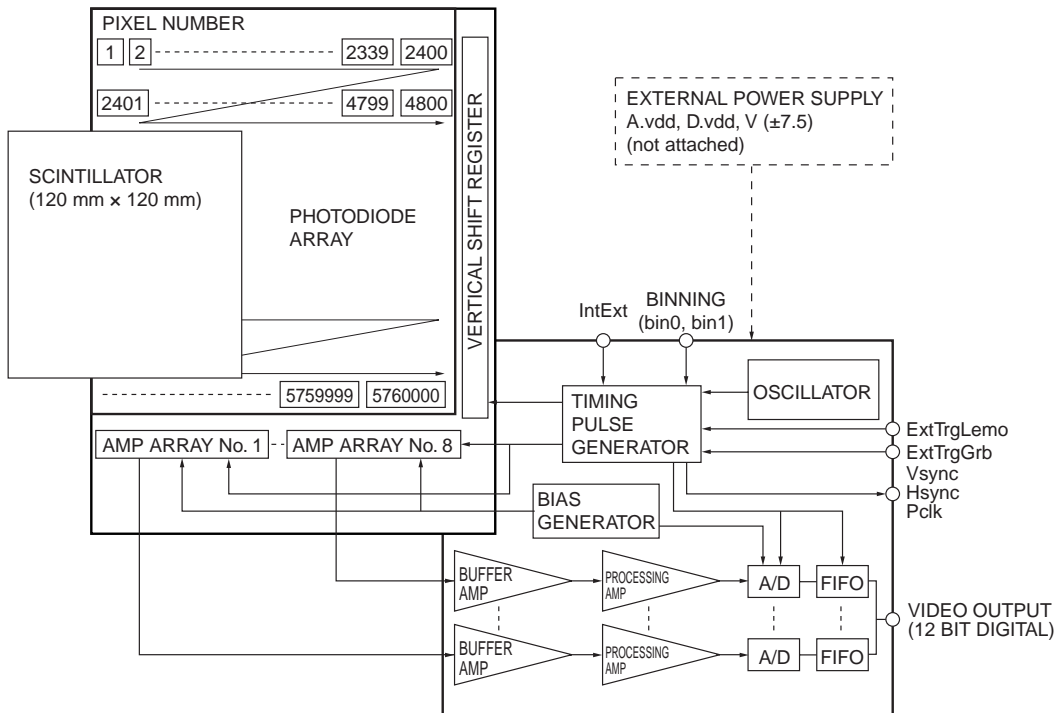 PIXEL NUMBER
1 2 2339 2400
2401 4799 4800
SCINTILLATOR
(120 mm × 120 mm)
PHOTODIODE
ARRAY
VERTICAL SHIFT REGISTER
5759999 5760000
AMP ARRAY No. 1 AMP ARRAY No. 8
EXTERNAL POWER SUPPLY
A.vdd, D.vdd, V (±7.5)
(not attached)
IntExt
BINNING
(bin0, bin1)
TIMING
PULSE
GENERATOR
OSCILLATOR
ExtTrgLemo
ExtTrgGrb
Vsync
Hsync
Pclk
BIAS
GENERATOR
BUFFER
AMP
PROCESSING
AMP
A/D
FIFO
VIDEO OUTPUT
(12 BIT DIGITAL)
BUFFER
AMP
PROCESSING
AMP
A/D
FIFO